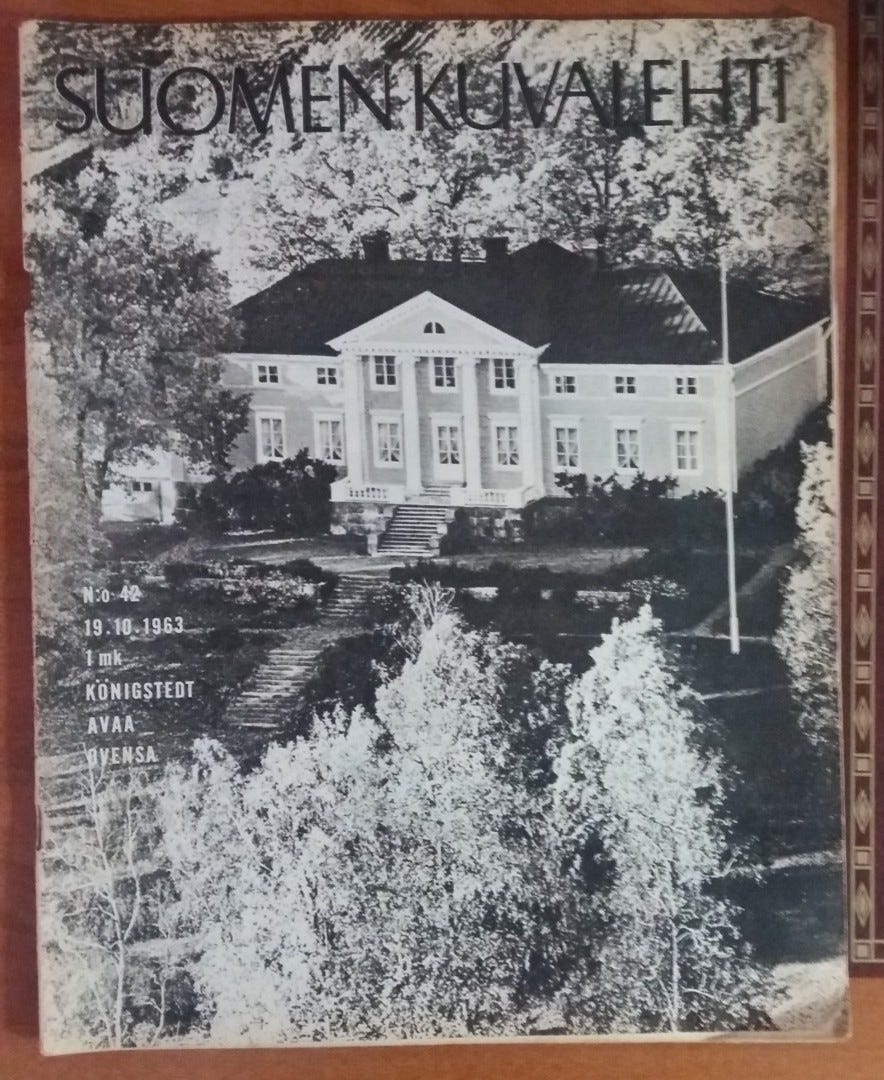 SUOMEN KUVALEHTI
N:o 42
19.10.1963
1 mk
KÖNIGSTEDT
AVAA
OVENSA